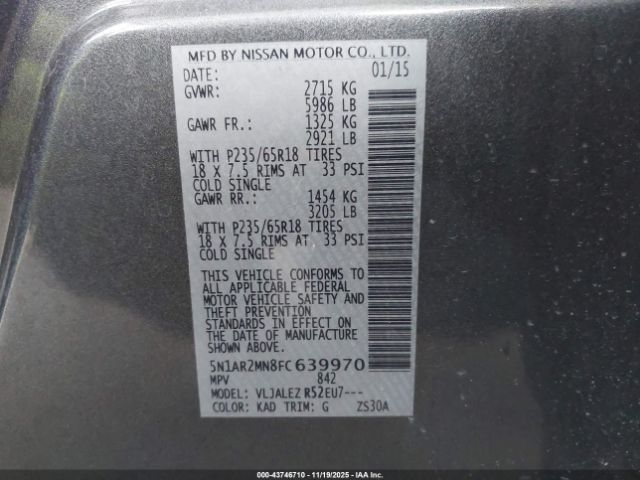 MFD BY NISSAN MOTOR CO., LTD.
DATE: 01/15
GVWR: 2715 KG
5986 LB
GAWR FR.: 1325 KG
2921 LB
WITH P235/65R18 TIRES
18 X 7.5 RIMS AT 33 PSI
COLD SINGLE
GAWR RR.: 1454 KG
3205 LB
WITH P235/65R18 TIRES
18 X 7.5 RIMS AT 33 PSI
COLD SINGLE
THIS VEHICLE CONFORMS TO
ALL APPLICABLE FEDERAL
MOTOR VEHICLE SAFETY AND
THEFT PREVENTION
STANDARDS IN EFFECT ON
THE DATE OF MANUFACTURE
SHOWN ABOVE.
5N1AR2MN8FC639970
MPV 842
MODEL: VLJALEZ R52EU7---
COLOR: KAD TRIM: G ZS30A
000-43746710 - 11/19/2025 - IAAI.COM